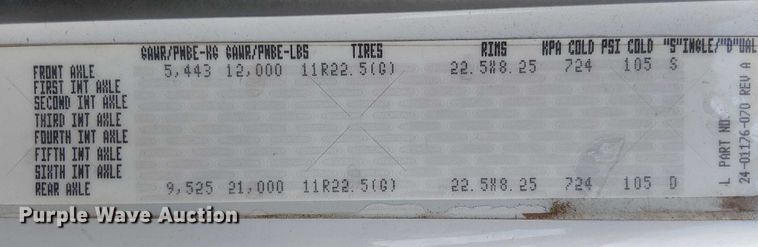 GAWR/PNBE-KG GAWR/PNBE-LBS TIRES RIMS KPA COLD PSI COLD "S"INGLE/"D"UAL
FRONT AXLE 5,443 12,000 11R22.5(G) 22.5X8.25 724 105 S
FIRST INT AXLE
SECOND INT AXLE
THIRD INT AXLE
FOURTH INT AXLE
FIFTH INT AXLE
SIXTH INT AXLE
REAR AXLE 9,525 21,000 11R22.5(G) 22.5X8.25 724 105 D
L PART NO.
24-01176-070 REV A
Purple Wave Auction